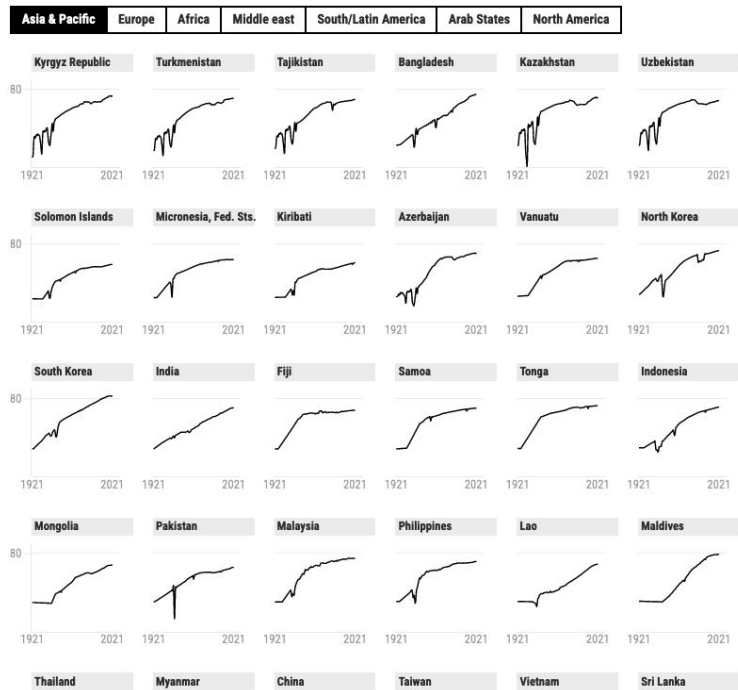 Asia & Pacific Europe Africa Middle east South/Latin America Arab States North America
Kyrgyz Republic Turkmenistan Tajikistan Bangladesh Kazakhstan Uzbekistan
80
1921 2021 1921 2021 1921 2021 1921 2021 1921 2021 1921 2021
Solomon Islands Micronesia, Fed. Sts. Kiribati Azerbaijan Vanuatu North Korea
80
1921 2021 1921 2021 1921 2021 1921 2021 1921 2021 1921 2021
South Korea India Fiji Samoa Tonga Indonesia
80
1921 2021 1921 2021 1921 2021 1921 2021 1921 2021 1921 2021
Mongolia Pakistan Malaysia Philippines Lao Maldives
80
1921 2021 1921 2021 1921 2021 1921 2021 1921 2021 1921 2021
Thailand Myanmar China Taiwan Vietnam Sri Lanka